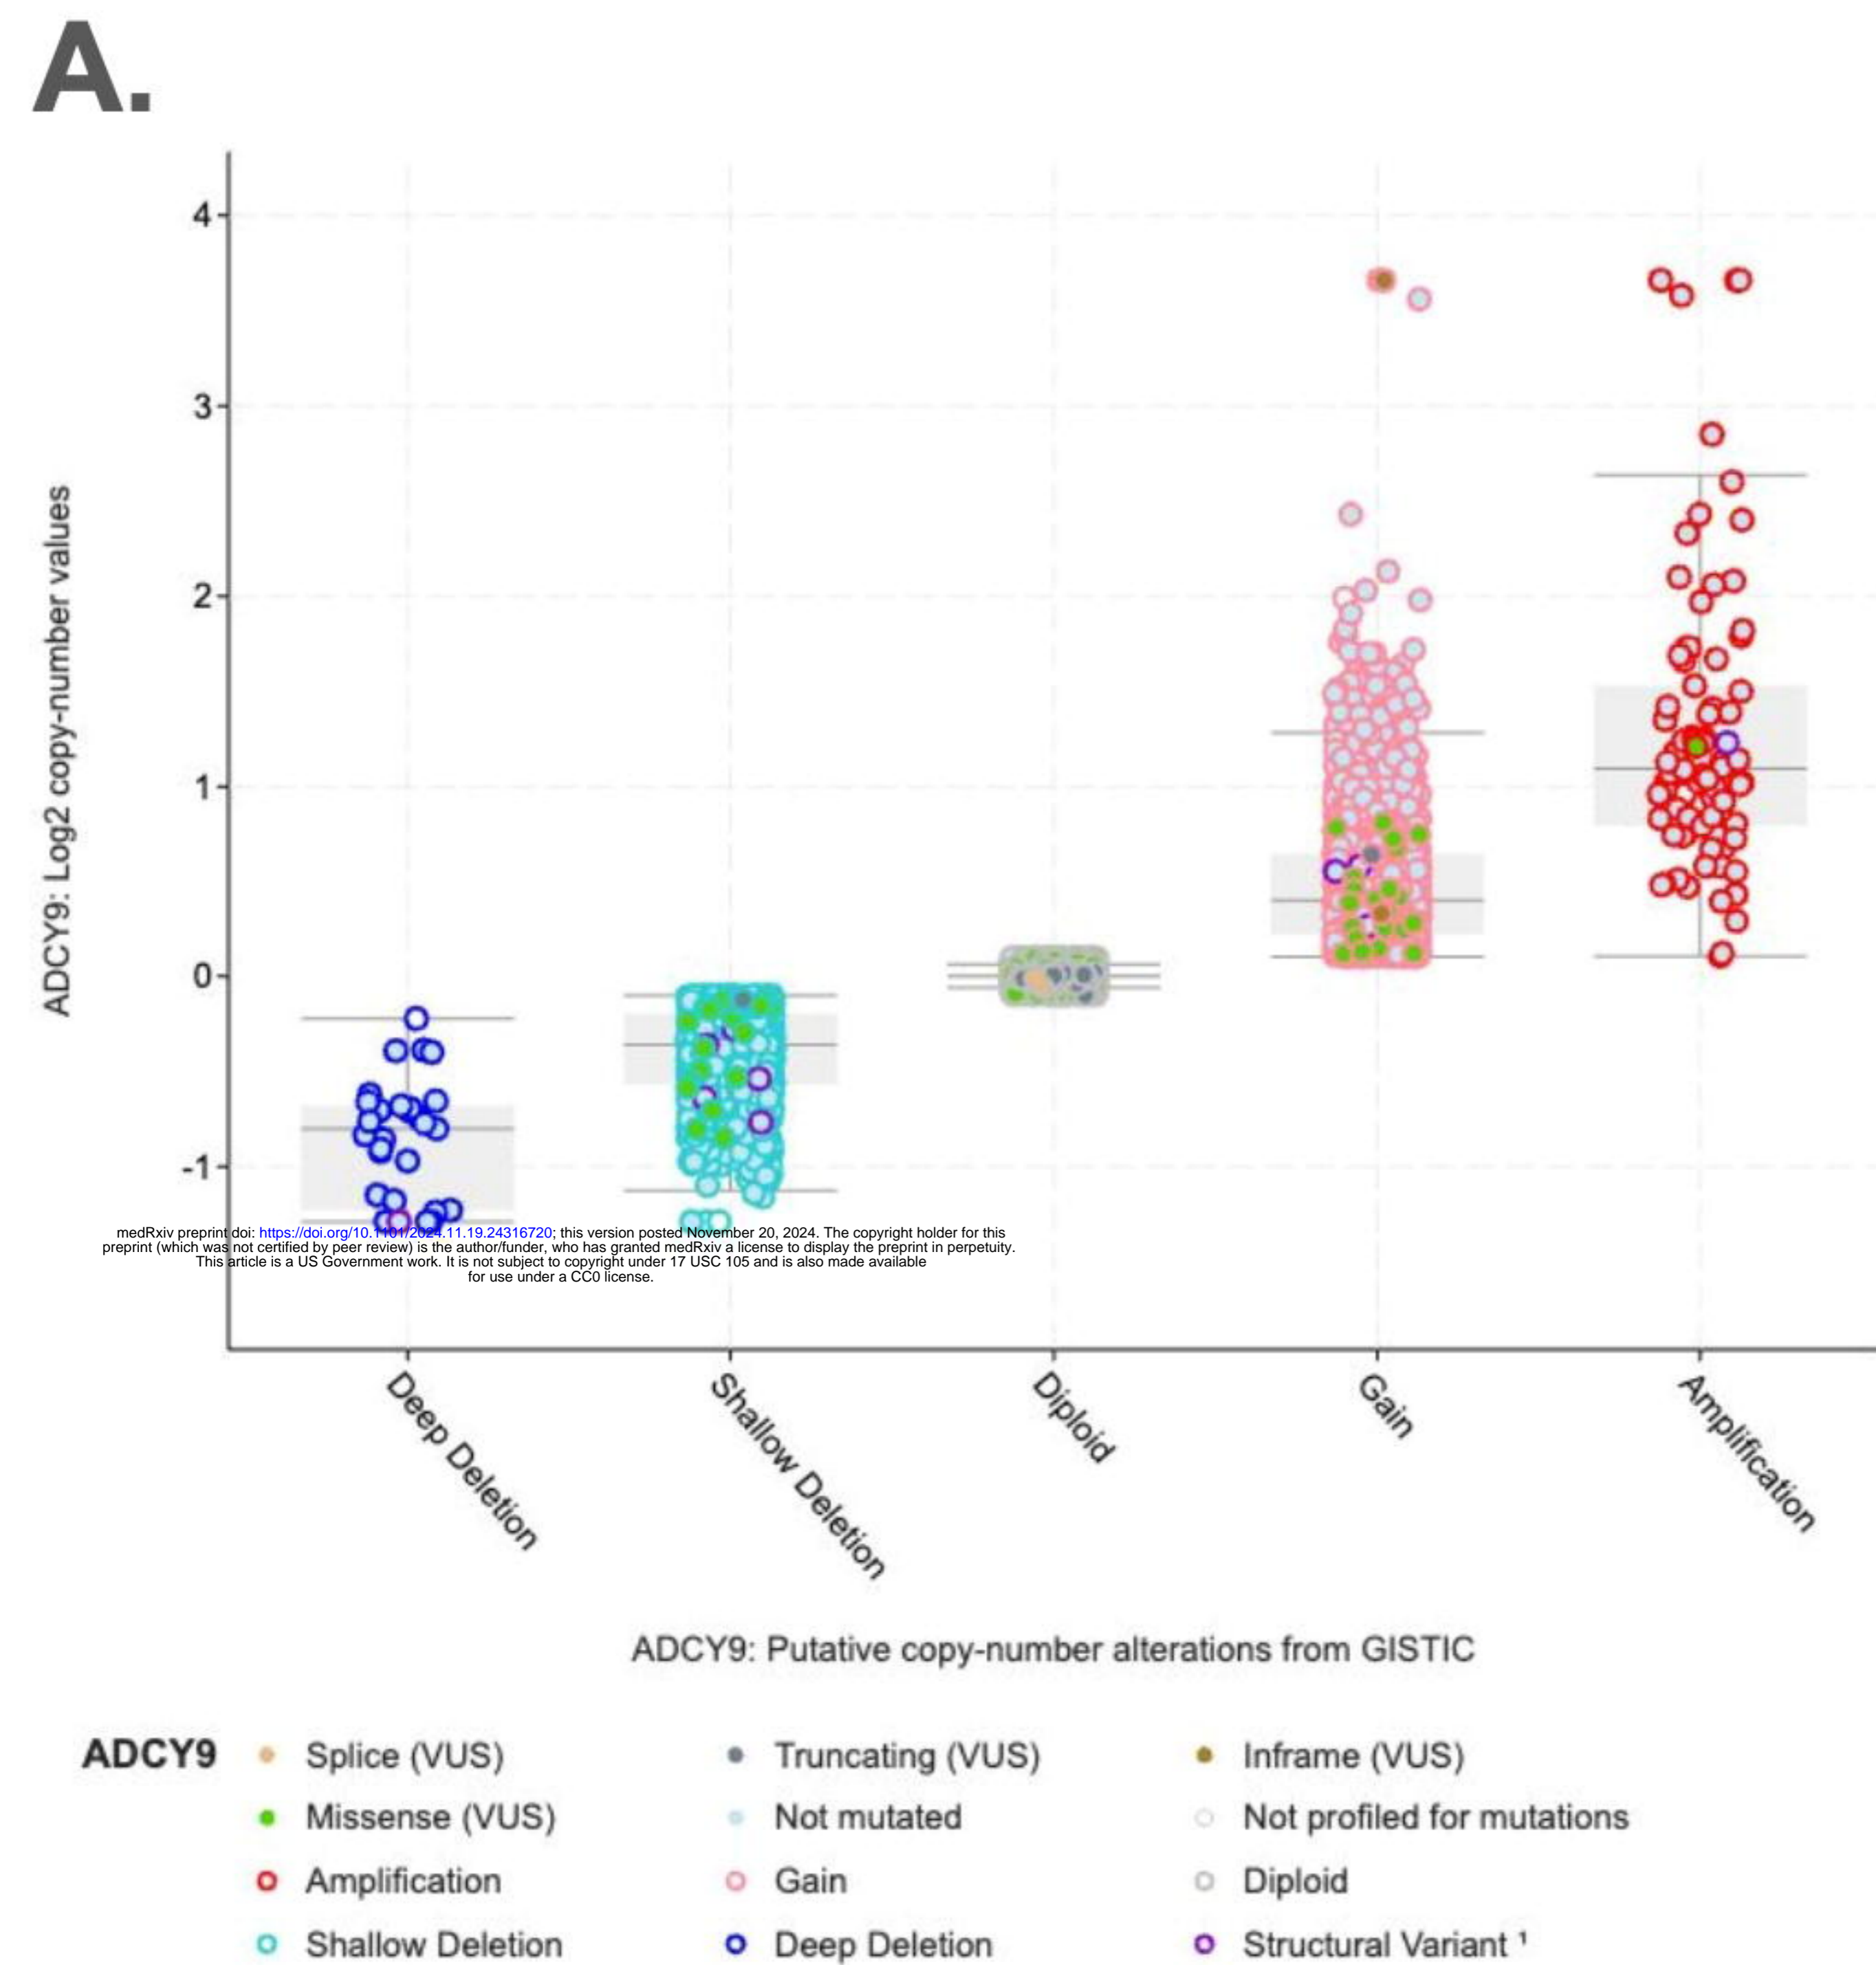 A.
ADCY9: Log2 copy-number values
4
3
2
1
0
-1
medRxiv preprint doi: https://doi.org/10.1101/2024.11.19.24316720; this version posted November 20, 2024. The copyright holder for this
preprint (which was not certified by peer review) is the author/funder, who has granted medRxiv a license to display the preprint in perpetuity.
This article is a US Government work. It is not subject to copyright under 17 USC 105 and is also made available
for use under a CC0 license.
Deep Deletion
Shallow Deletion
Diploid
Gain
Amplification
ADCY9: Putative copy-number alterations from GISTIC
ADCY9 Splice (VUS) Truncating (VUS) Inframe (VUS)
Missense (VUS) Not mutated Not profiled for mutations
Amplification Gain Diploid
Shallow Deletion Deep Deletion Structural Variant ¹